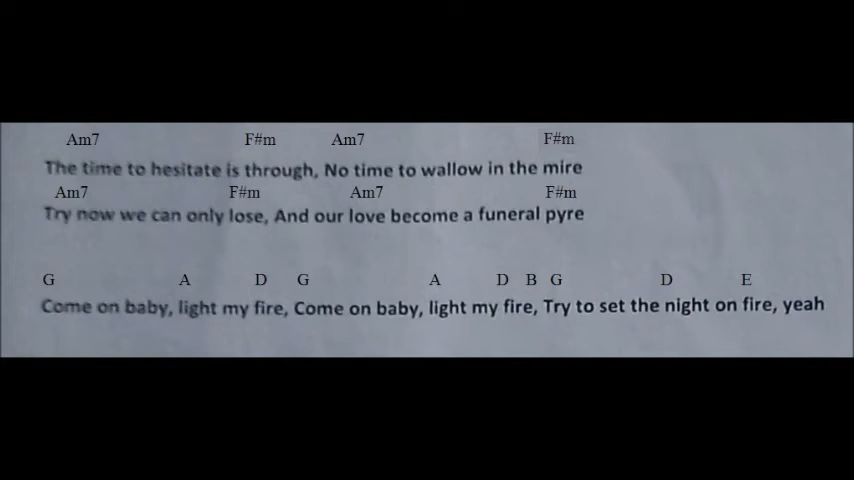 Am7 F#m Am7 F#m
The time to hesitate is through, No time to wallow in the mire
Am7 F#m Am7 F#m
Try now we can only lose, And our love become a funeral pyre
G A D G A D B G D E
Come on baby, light my fire, Come on baby, light my fire, Try to set the night on fire, yeah